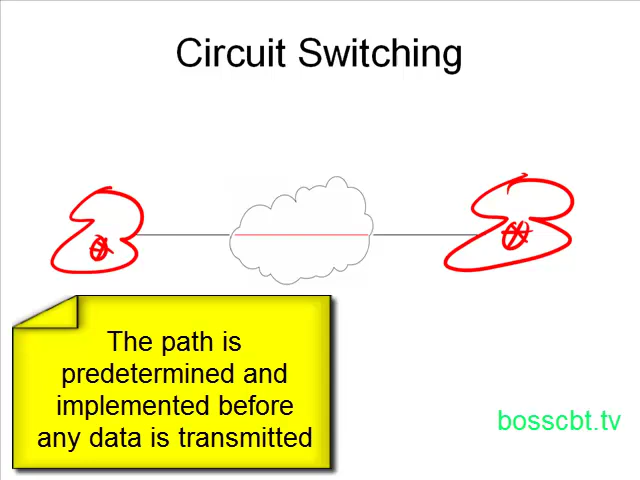 Circuit Switching
The path is
predetermined and
implemented before
any data is transmitted
bosscbt.tv